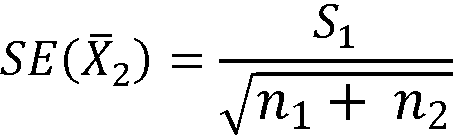 SE(X̅₂) = S₁ / √(n₁ + n₂)